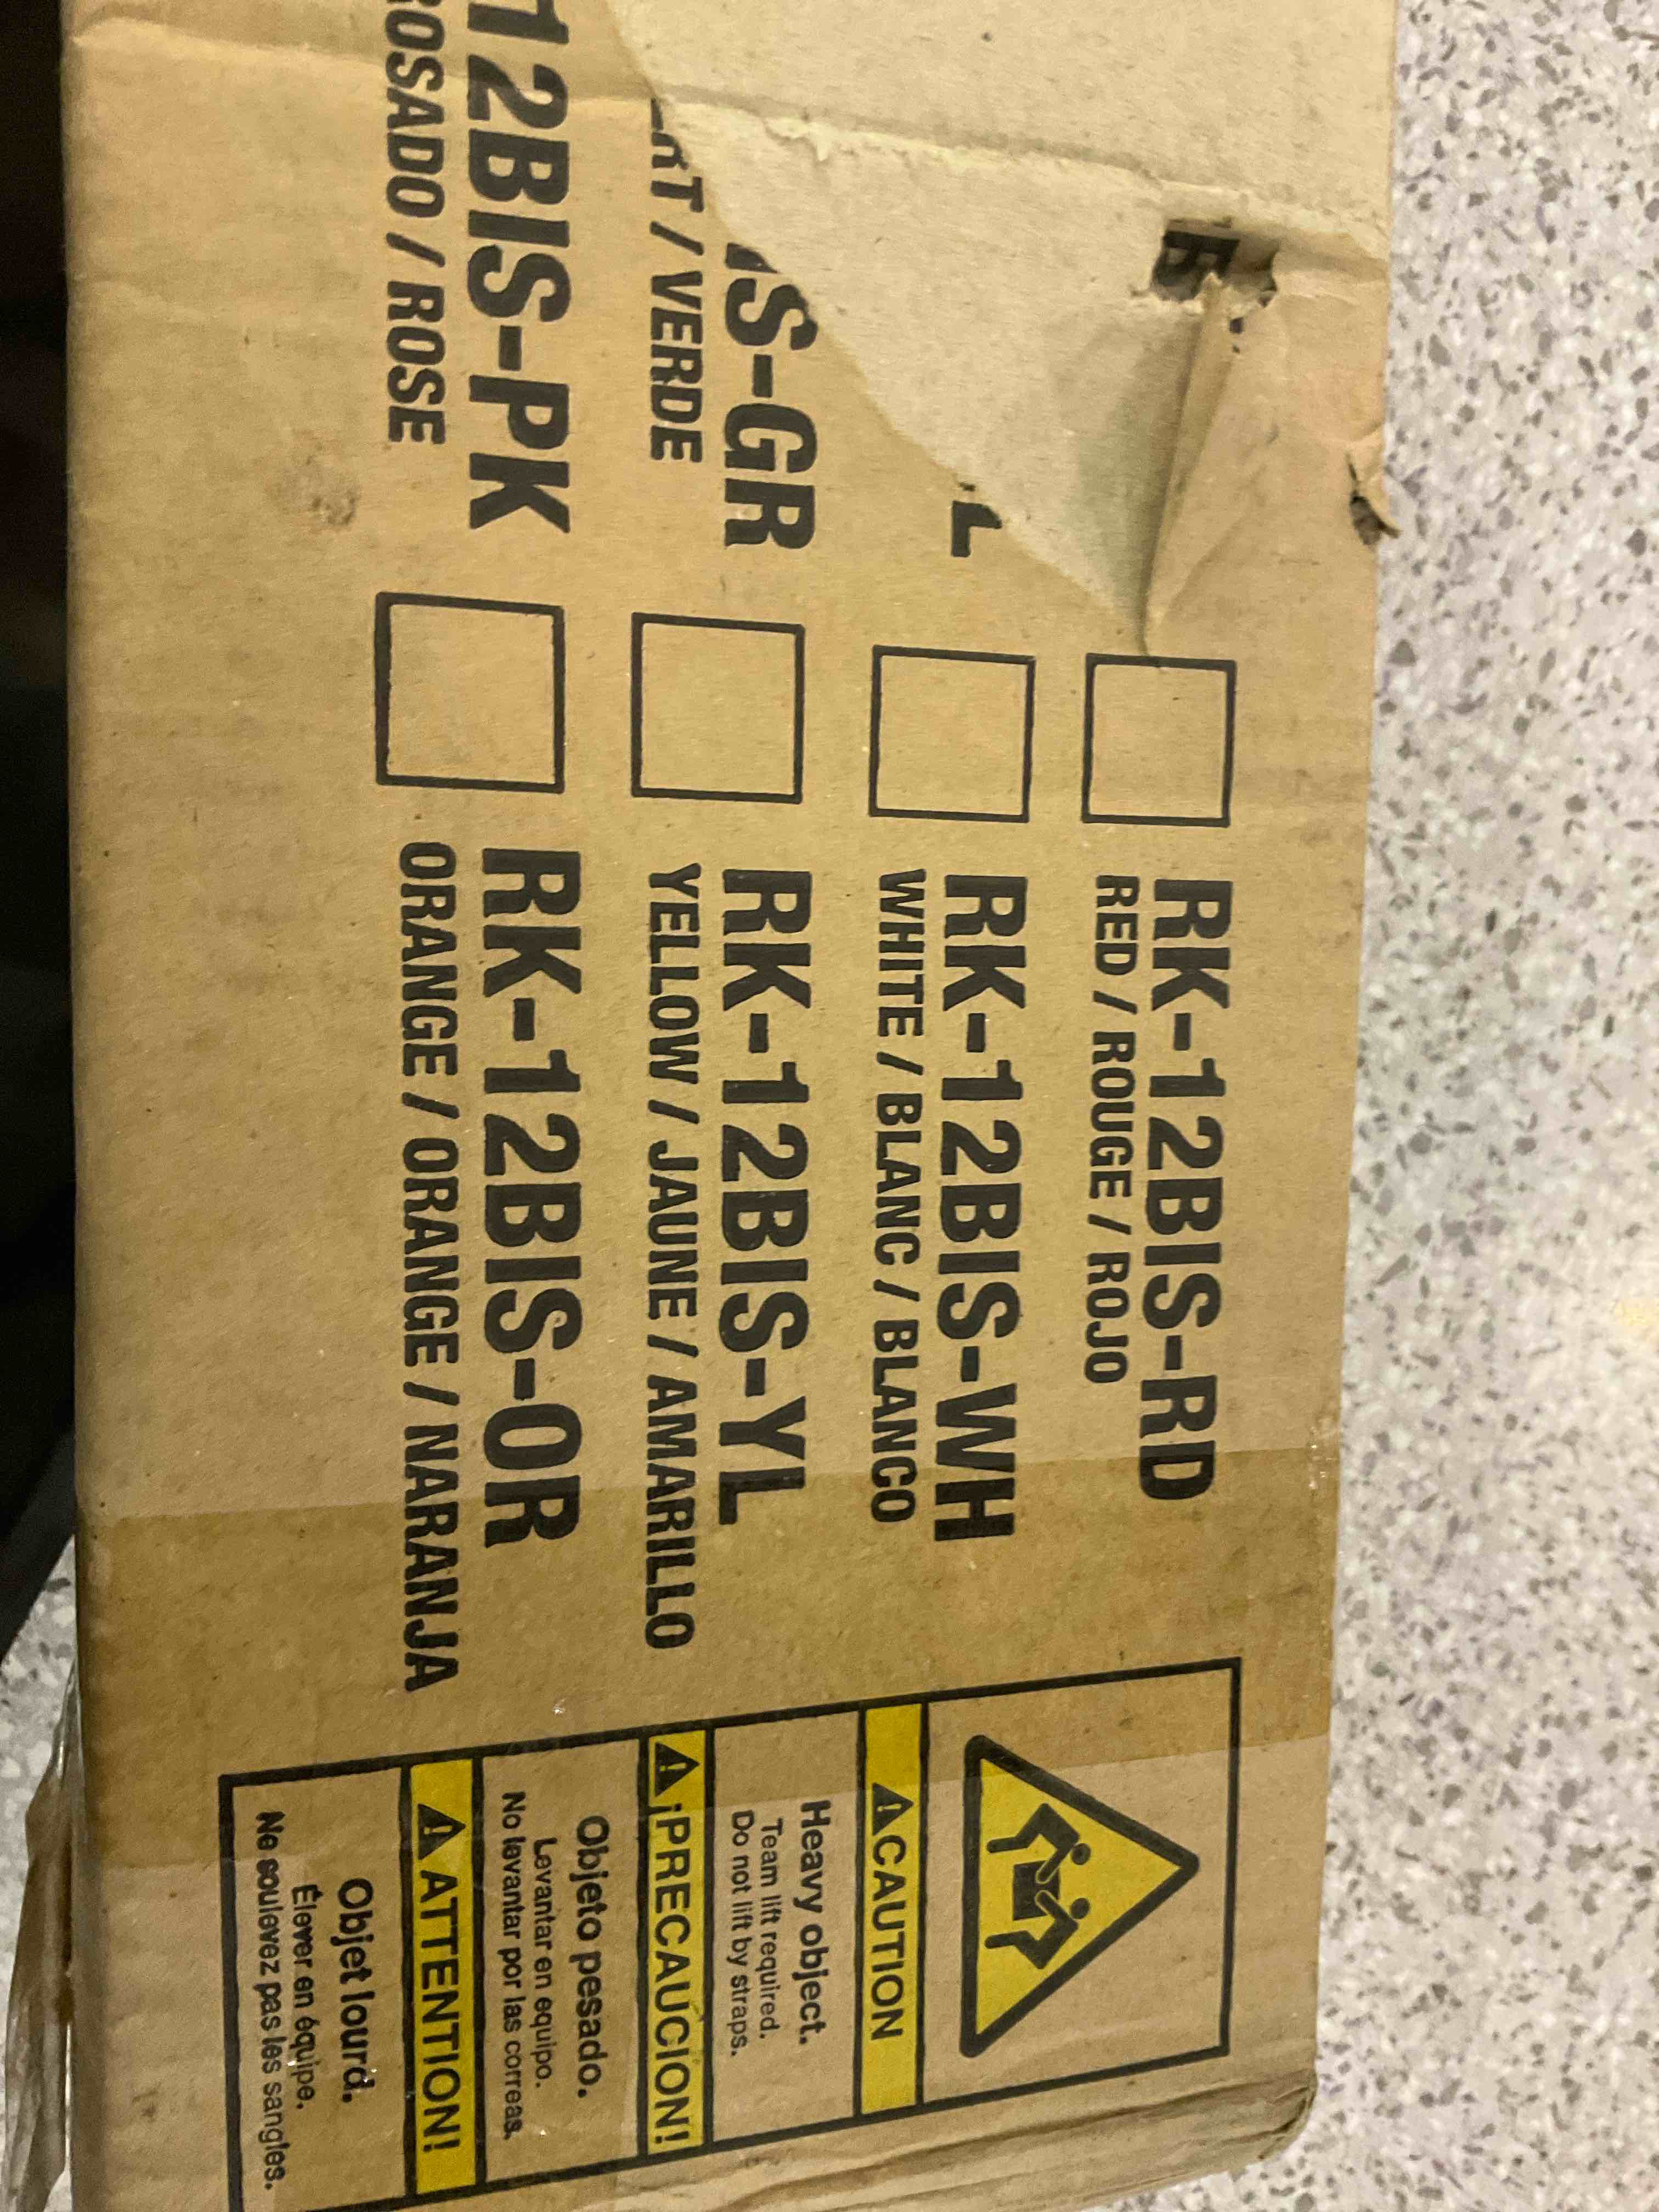 RK-12BIS-RD
RED / ROUGE / ROJO
RK-12BIS-WH
WHITE / BLANC / BLANCO
IS-GR
RT / VERDE
RK-12BIS-YL
YELLOW / JAUNE / AMARILLO
12BIS-PK
ROSADO / ROSE
RK-12BIS-OR
ORANGE / ORANGE / NARANJA
CAUTION
Heavy object.
Team lift required.
Do not lift by straps.
¡PRECAUCION!
Objeto pesado.
Levantar en equipo.
No levantar por las correas.
ATTENTION!
Objet lourd.
Élever en équipe.
Ne soulevez pas les sangles.